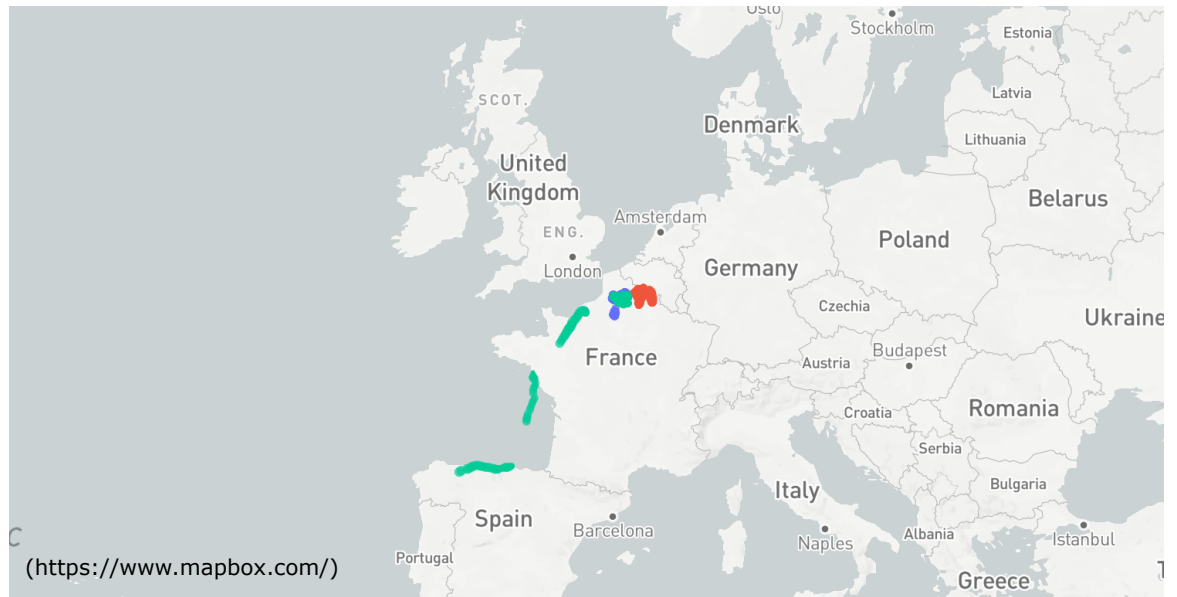 Oslo
Stockholm
Estonia
SCOT.
Latvia
Denmark
Lithuania
United
Kingdom
Belarus
Amsterdam
ENG.
Poland
London
Germany
Czechia
Ukraine
France
Budapest
Austria
Croatia
Romania
Serbia
Bulgaria
Italy
Spain
Barcelona
Naples
Albania
Istanbul
C
Portugal
(https://www.mapbox.com/)
Greece
T